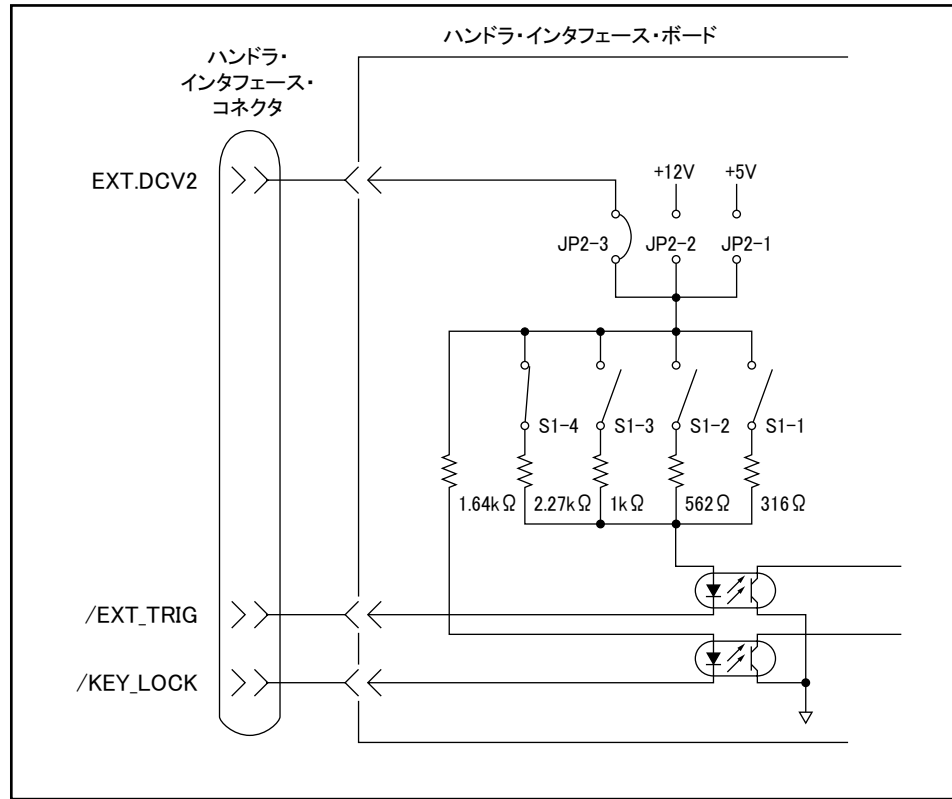 ハンドラ・インタフェース・ボード
ハンドラ・
インタフェース・
コネクタ
EXT.DCV2
+12V
+5V
JP2-3
JP2-2
JP2-1
S1-4
S1-3
S1-2
S1-1
1.64kΩ
2.27kΩ
1kΩ
562Ω
316Ω
/EXT_TRIG
/KEY_LOCK